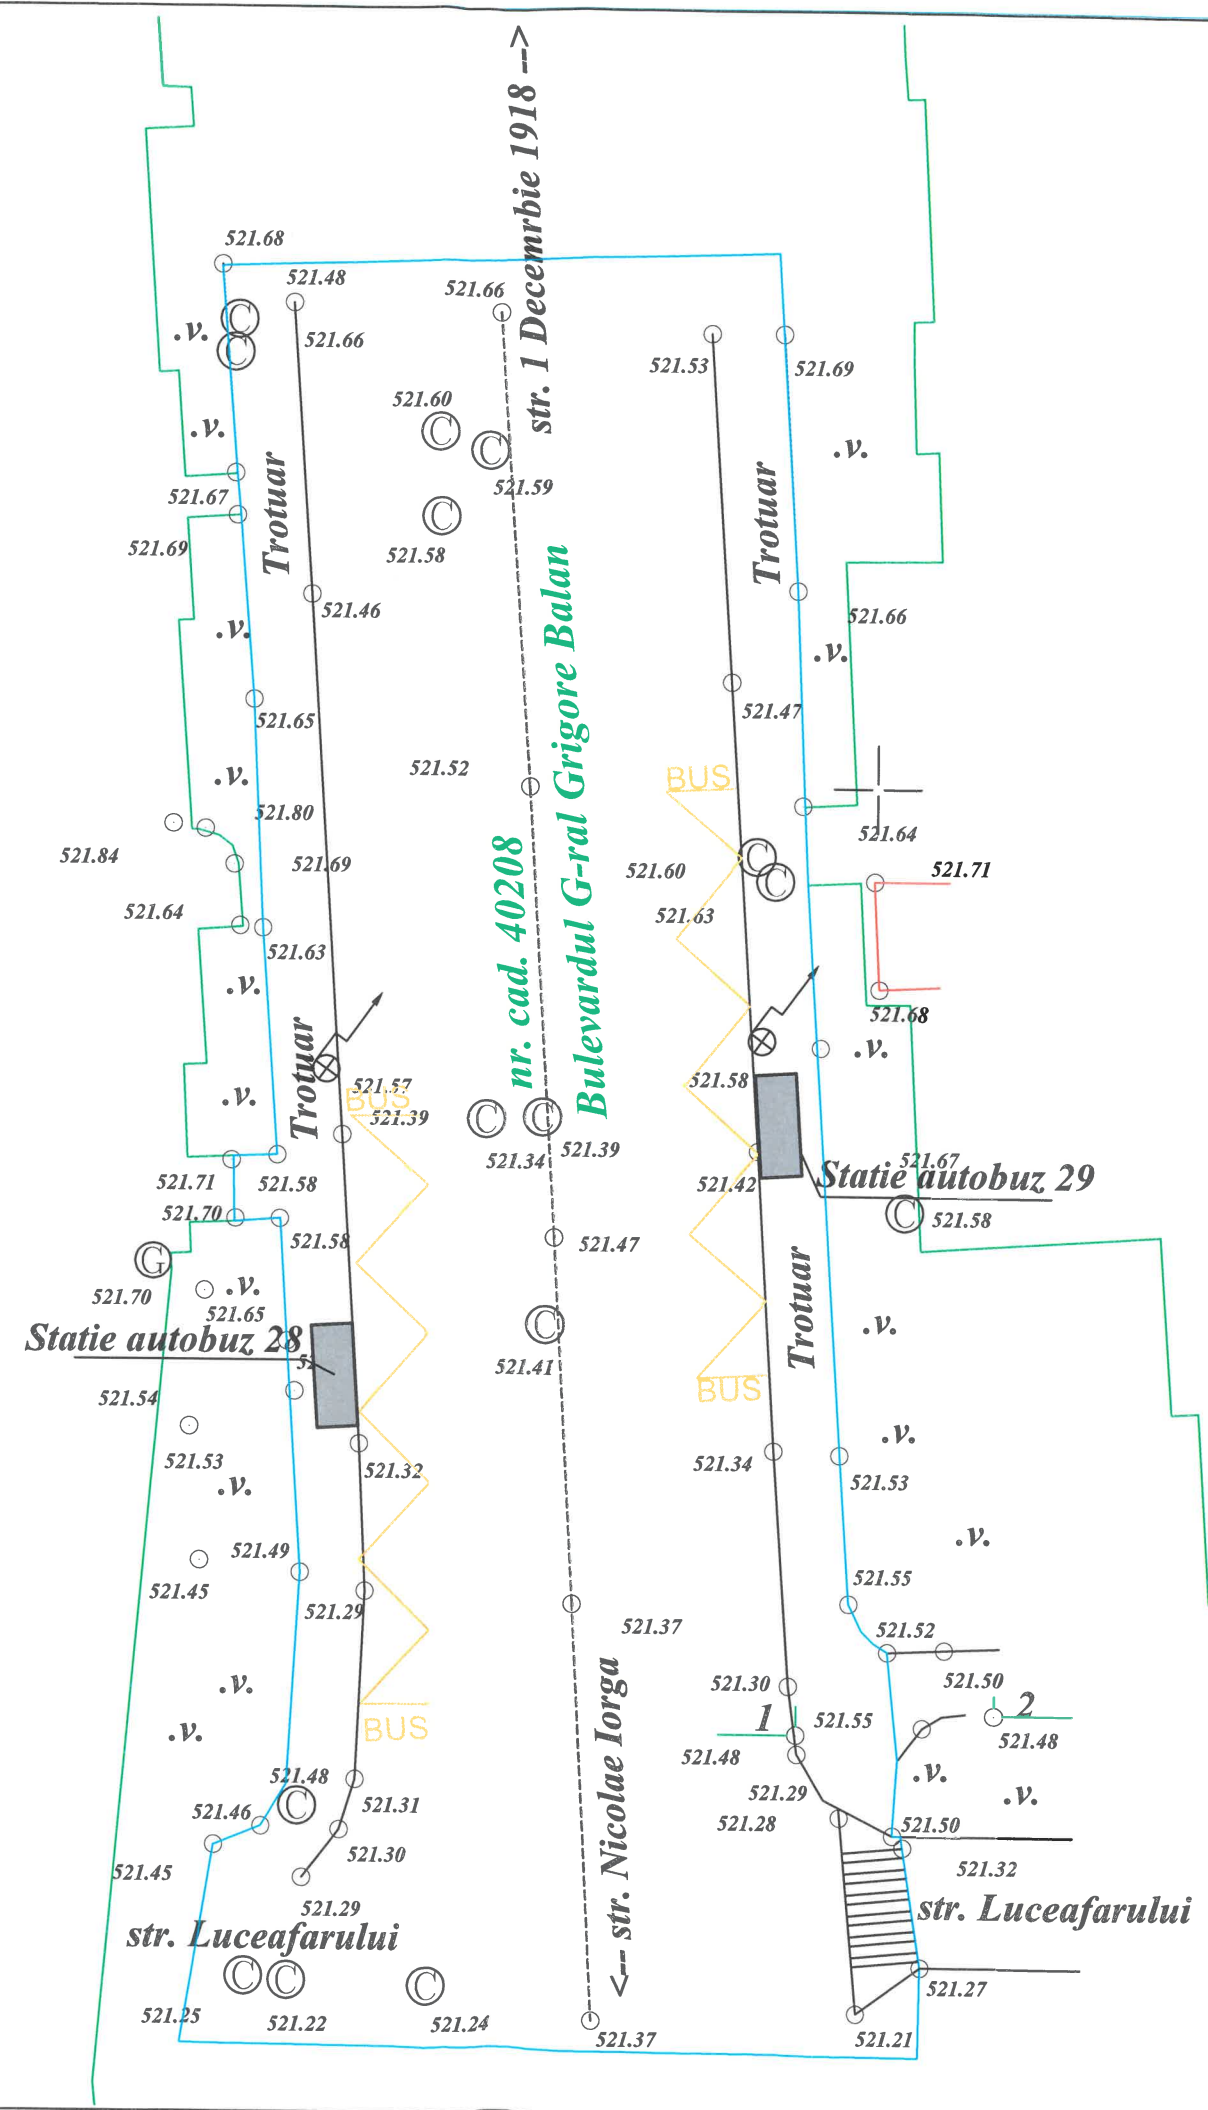 str. 1 Decemrbie 1918 -->
521.68
521.48
521.66
521.66
521.53
521.69
C
C
.v.
521.60
C
C
521.59
.v.
.v.
Trotuar
Trotuar
521.67
521.69
C
521.58
521.46
521.66
.v.
.v.
521.65
521.47
Bulevardul G-ral Grigore Balan
nr. cad. 40208
521.52
BUS
.v.
521.80
521.84
521.69
521.64
521.64
521.60
C
C
521.71
521.63
521.63
.v.
521.68
.v.
Trotuar
521.57
BUS
521.39
521.58
.v.
C
C
521.34
521.39
521.71
521.58
521.42
521.67
Statie autobuz 29
521.70
521.58
521.47
C
521.58
G
521.70
.v.
521.65
Trotuar
Statie autobuz 28
C
521.41
.v.
521.54
BUS
521.53
521.32
521.34
521.53
.v.
.v.
.v.
521.49
521.45
521.29
521.55
521.37
521.52
521.50
.v.
.v.
BUS
521.30
1
521.55
2
521.48
521.48
521.48
C
521.31
521.29
521.28
.v.
.v.
521.46
521.45
521.30
521.50
521.32
521.29
<-- str. Nicolae Iorga
str. Luceafarului
str. Luceafarului
C
C
C
521.25
521.22
521.24
521.37
521.27
521.21